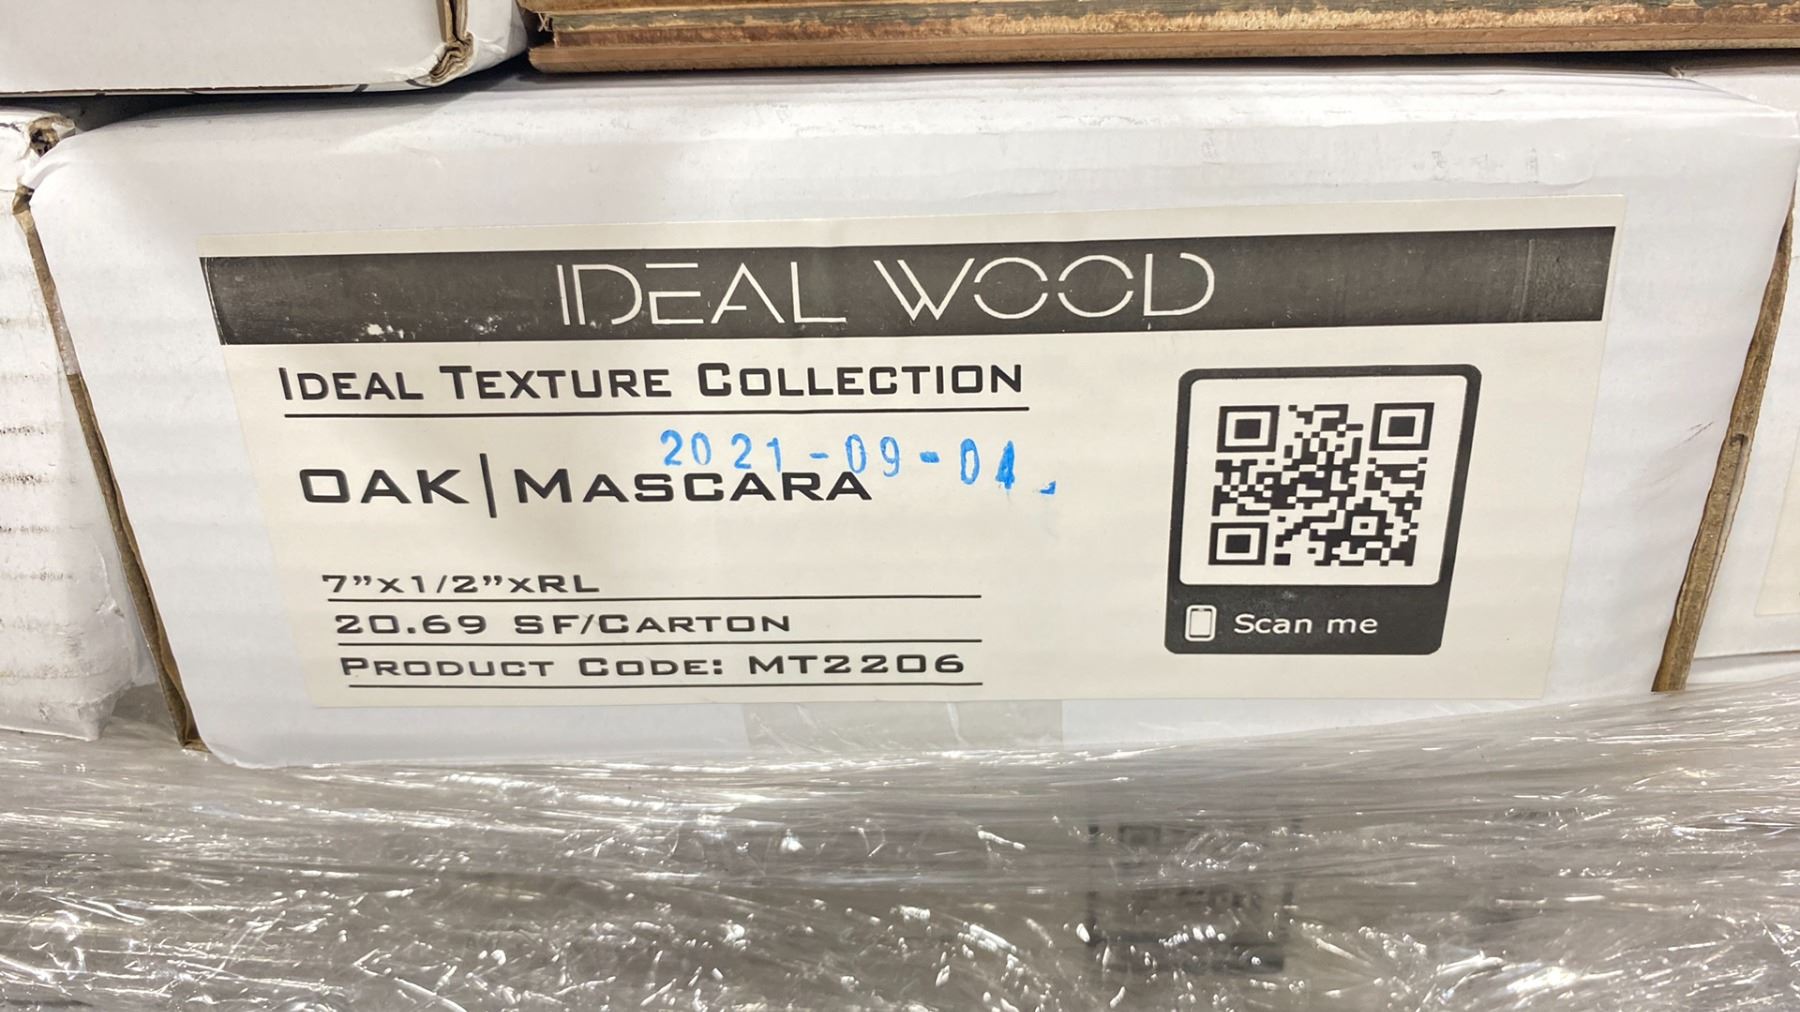 IDEAL WOOD
IDEAL TEXTURE COLLECTION
2021-09-04
OAK|MASCARA
7”X1/2”XRL
20.69 SF/CARTON
PRODUCT CODE: MT2206
Scan me